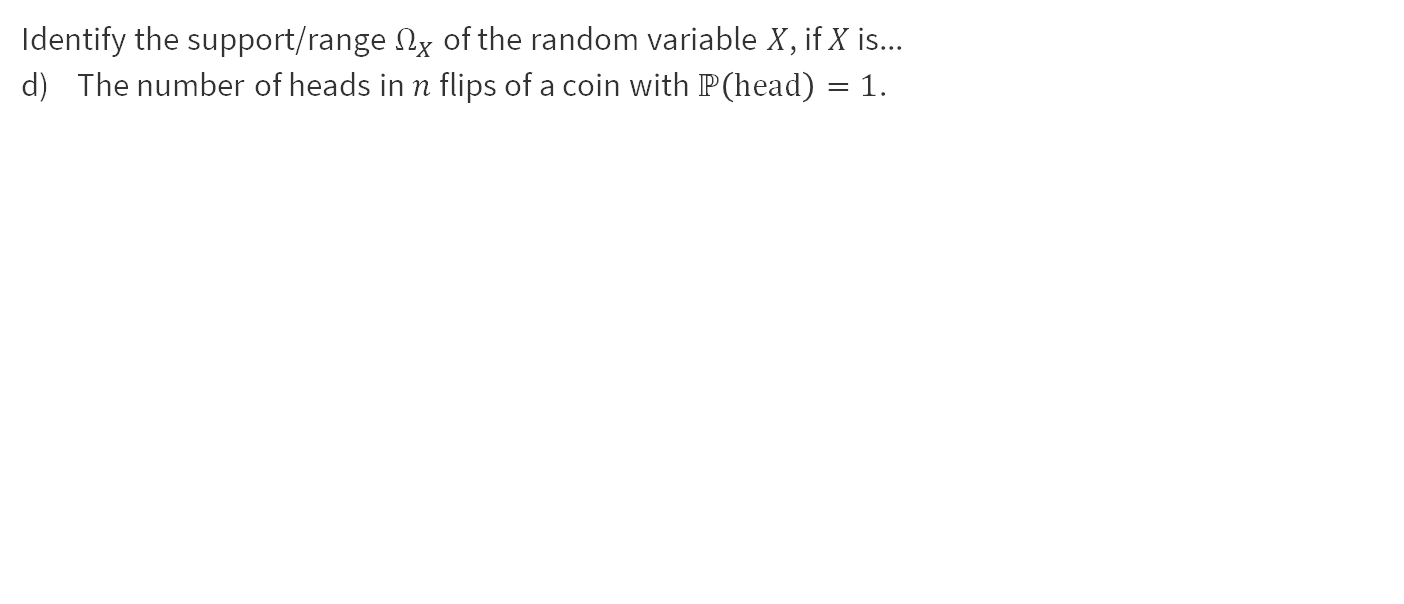 Identify the support/range Ω_X of the random variable X, if X is...
d) The number of heads in n flips of a coin with ℙ(head) = 1.